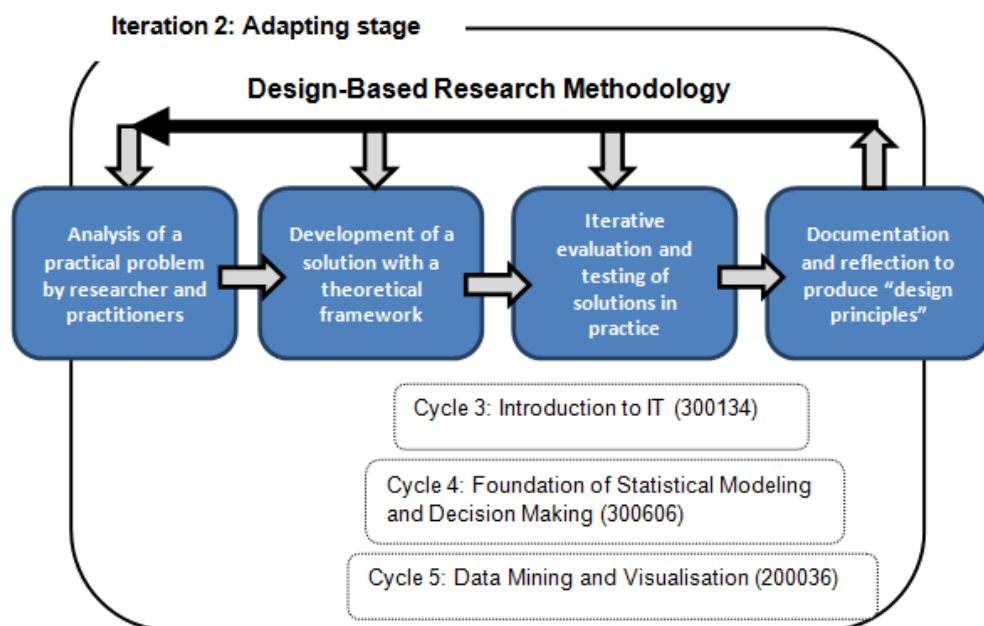 Iteration 2: Adapting stage
Design-Based Research Methodology
Analysis of a
practical problem
by researcher and
practitioners
Development of a
solution with a
theoretical
framework
Iterative
evaluation and
testing of
solutions in
practice
Documentation
and reflection to
produce “design
principles”
Cycle 3: Introduction to IT (300134)
Cycle 4: Foundation of Statistical Modeling
and Decision Making (300606)
Cycle 5: Data Mining and Visualisation (200036)